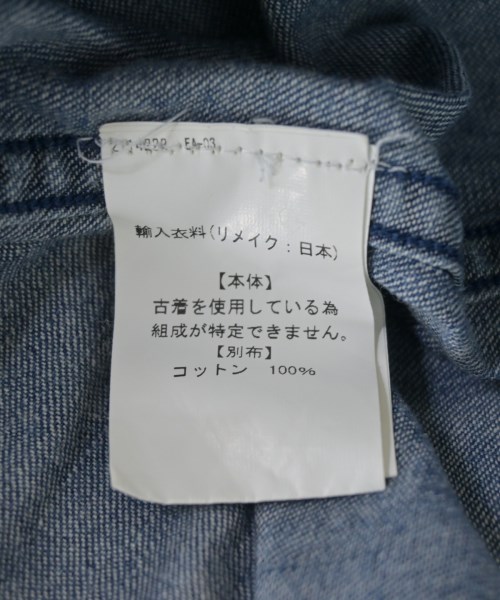 EA-03
輸入衣料(リメイク:日本)
【本体】
古着を使用している為
組成が特定できません。
【別布】
コットン 100%